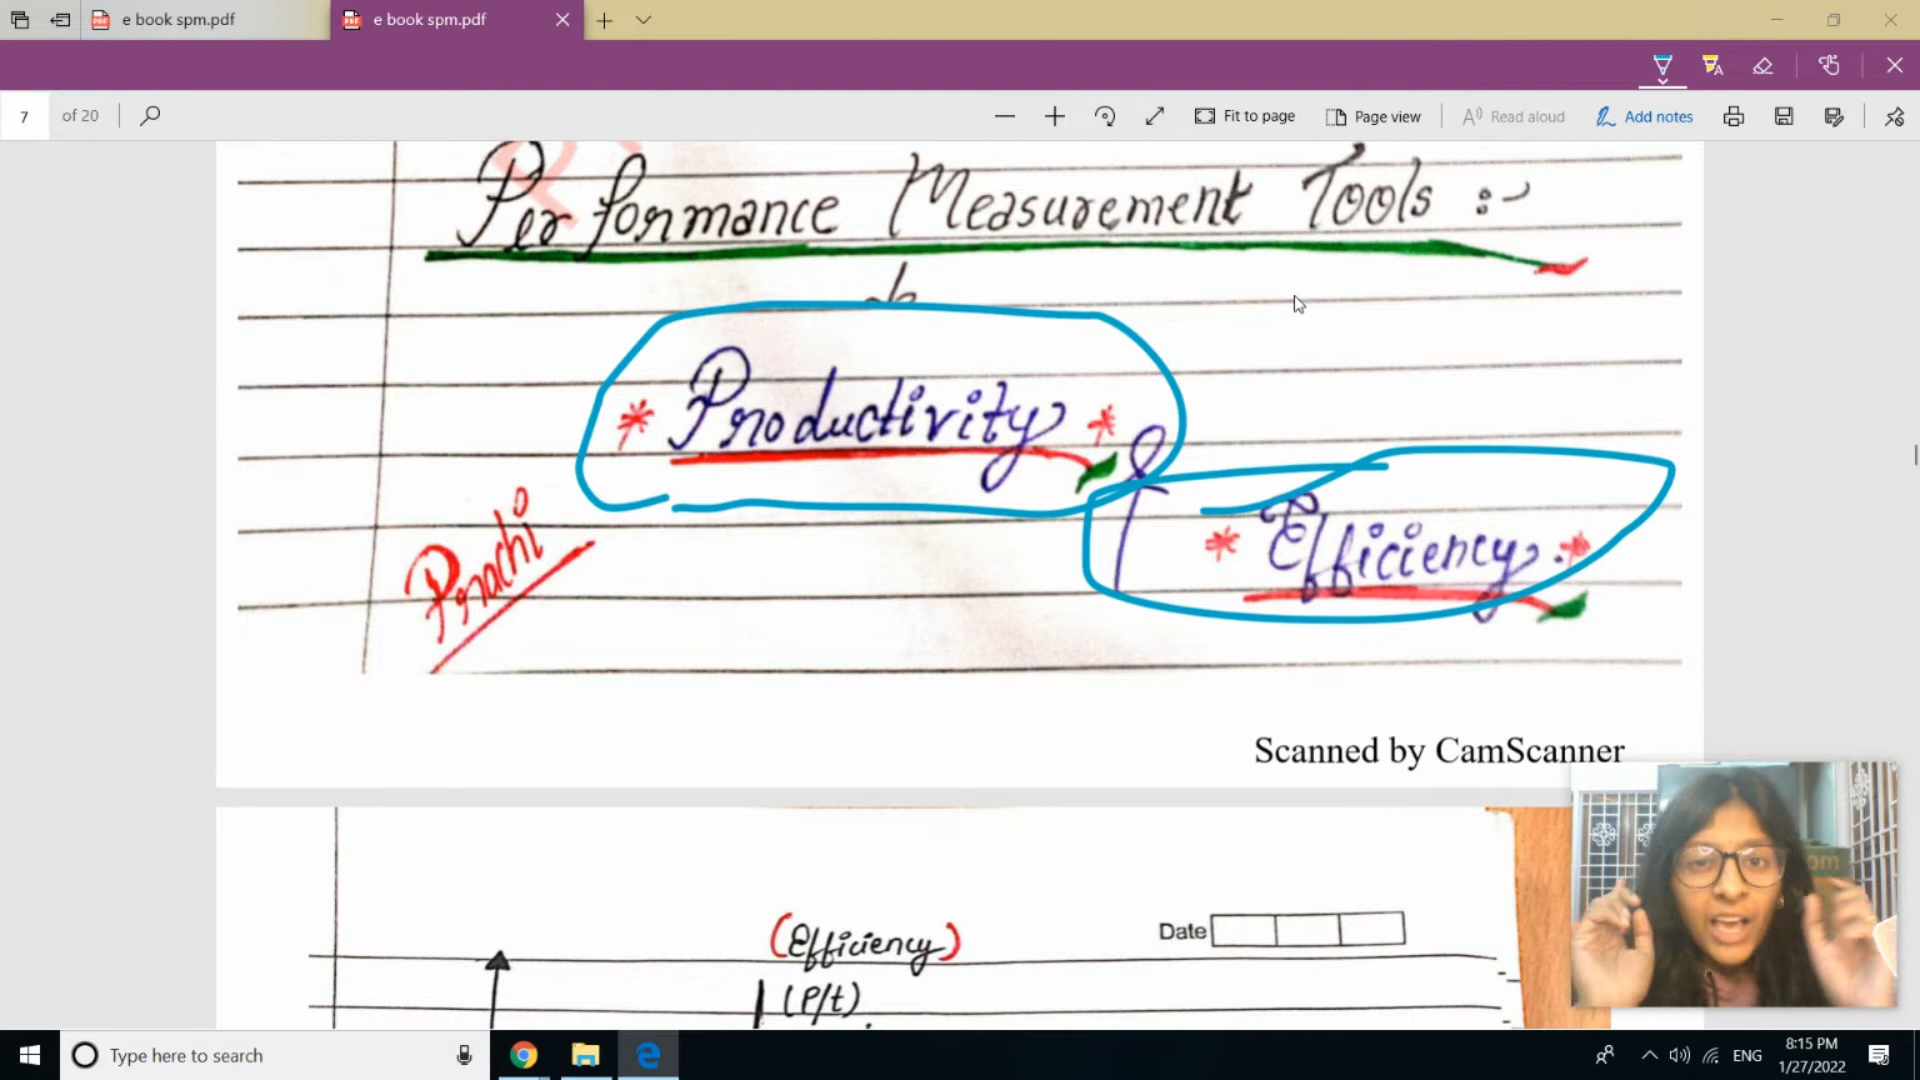 e book spm.pdf
e book spm.pdf
7 of 20
Fit to page
Page view
Read aloud
Add notes
Performance Measurement Tools :-
* Productivity *
&
* Efficiency. *
Prachi
Scanned by CamScanner
(Efficiency)
Date
(P/t)
Type here to search
ENG
8:15 PM
1/27/2022